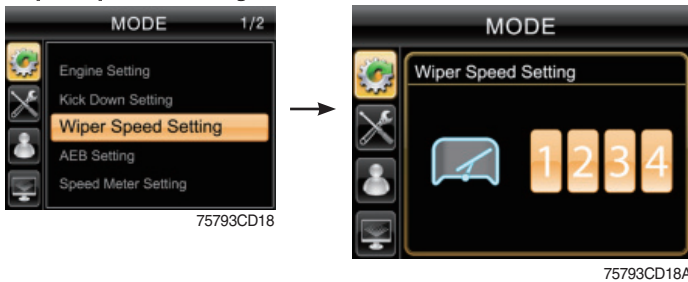 MODE 1/2
Engine Setting
Kick Down Setting
Wiper Speed Setting
AEB Setting
Speed Meter Setting
75793CD18
MODE
Wiper Speed Setting
1 2 3 4
75793CD18A